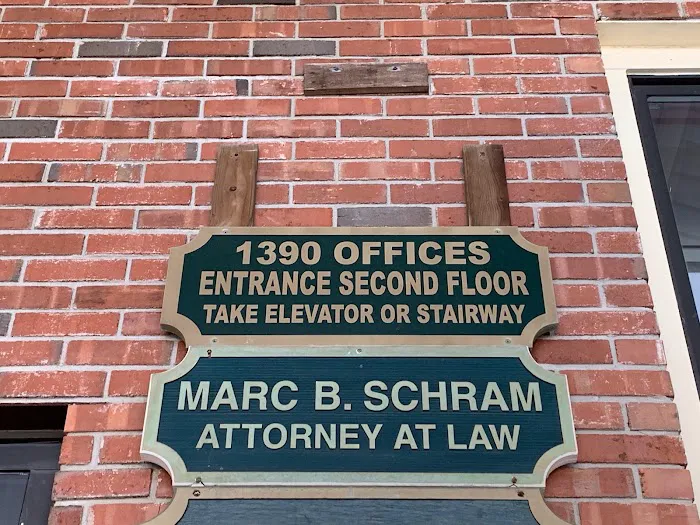 1390 OFFICES
ENTRANCE SECOND FLOOR
TAKE ELEVATOR OR STAIRWAY
MARC B. SCHRAM
ATTORNEY AT LAW